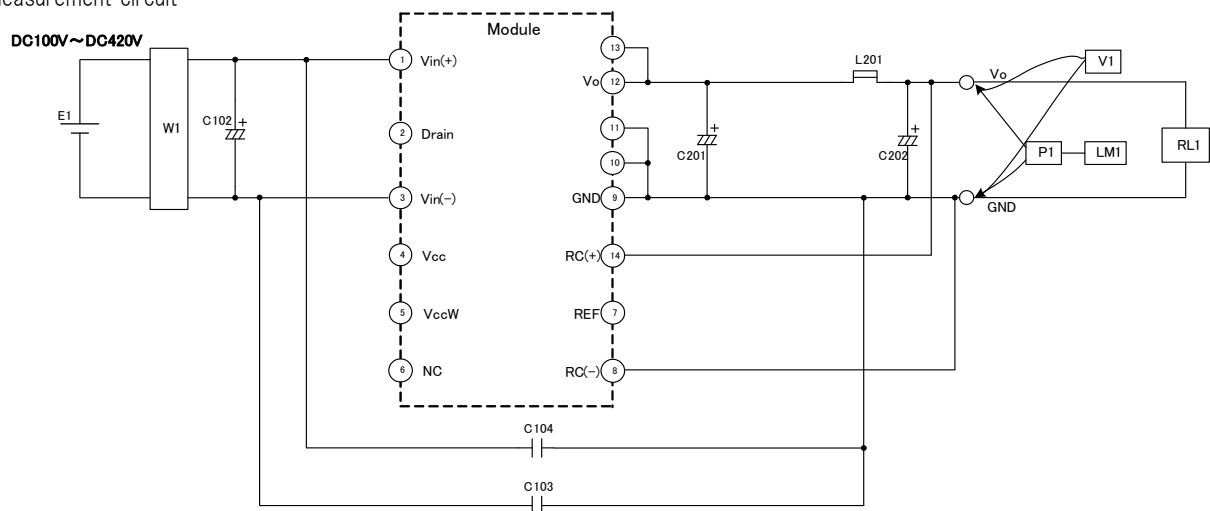 easurement circuit
DC100V～DC420V
Module
13
1
Vin(+)
Vo
12
L201
Vo
V1
E1
W1
C102
+
2
Drain
11
+
C201
+
C202
10
P1
LM1
RL1
3
Vin(-)
GND
9
GND
4
Vcc
RC(+)
14
5
VccW
REF
7
6
NC
RC(-)
8
C104
C103